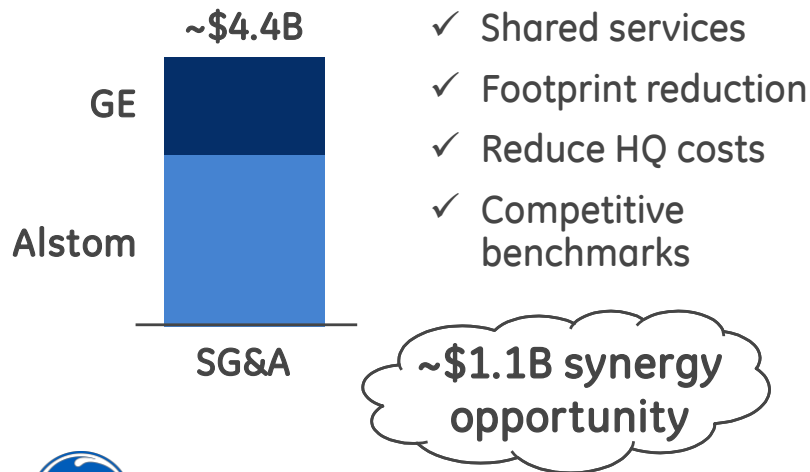 ~$4.4B
GE
Alstom
SG&A
✓ Shared services
✓ Footprint reduction
✓ Reduce HQ costs
✓ Competitive
benchmarks
~$1.1B synergy
opportunity